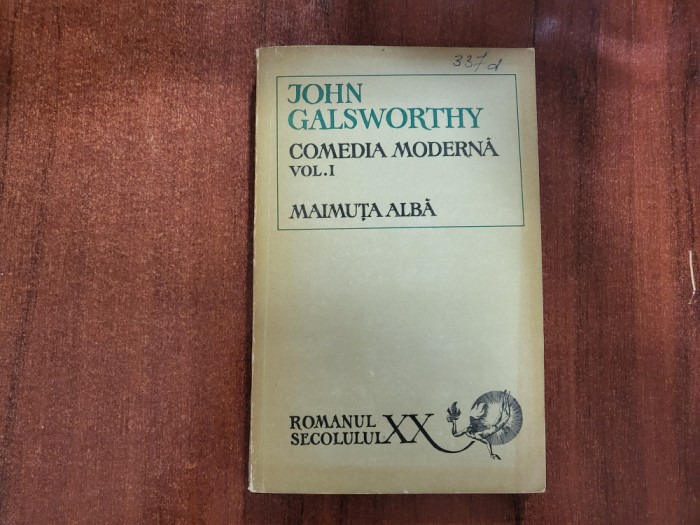 337 d
JOHN
GALSWORTHY
COMEDIA MODERNĂ
VOL.I
MAIMUȚA ALBĂ
ROMANUL
SECOLULUI XX